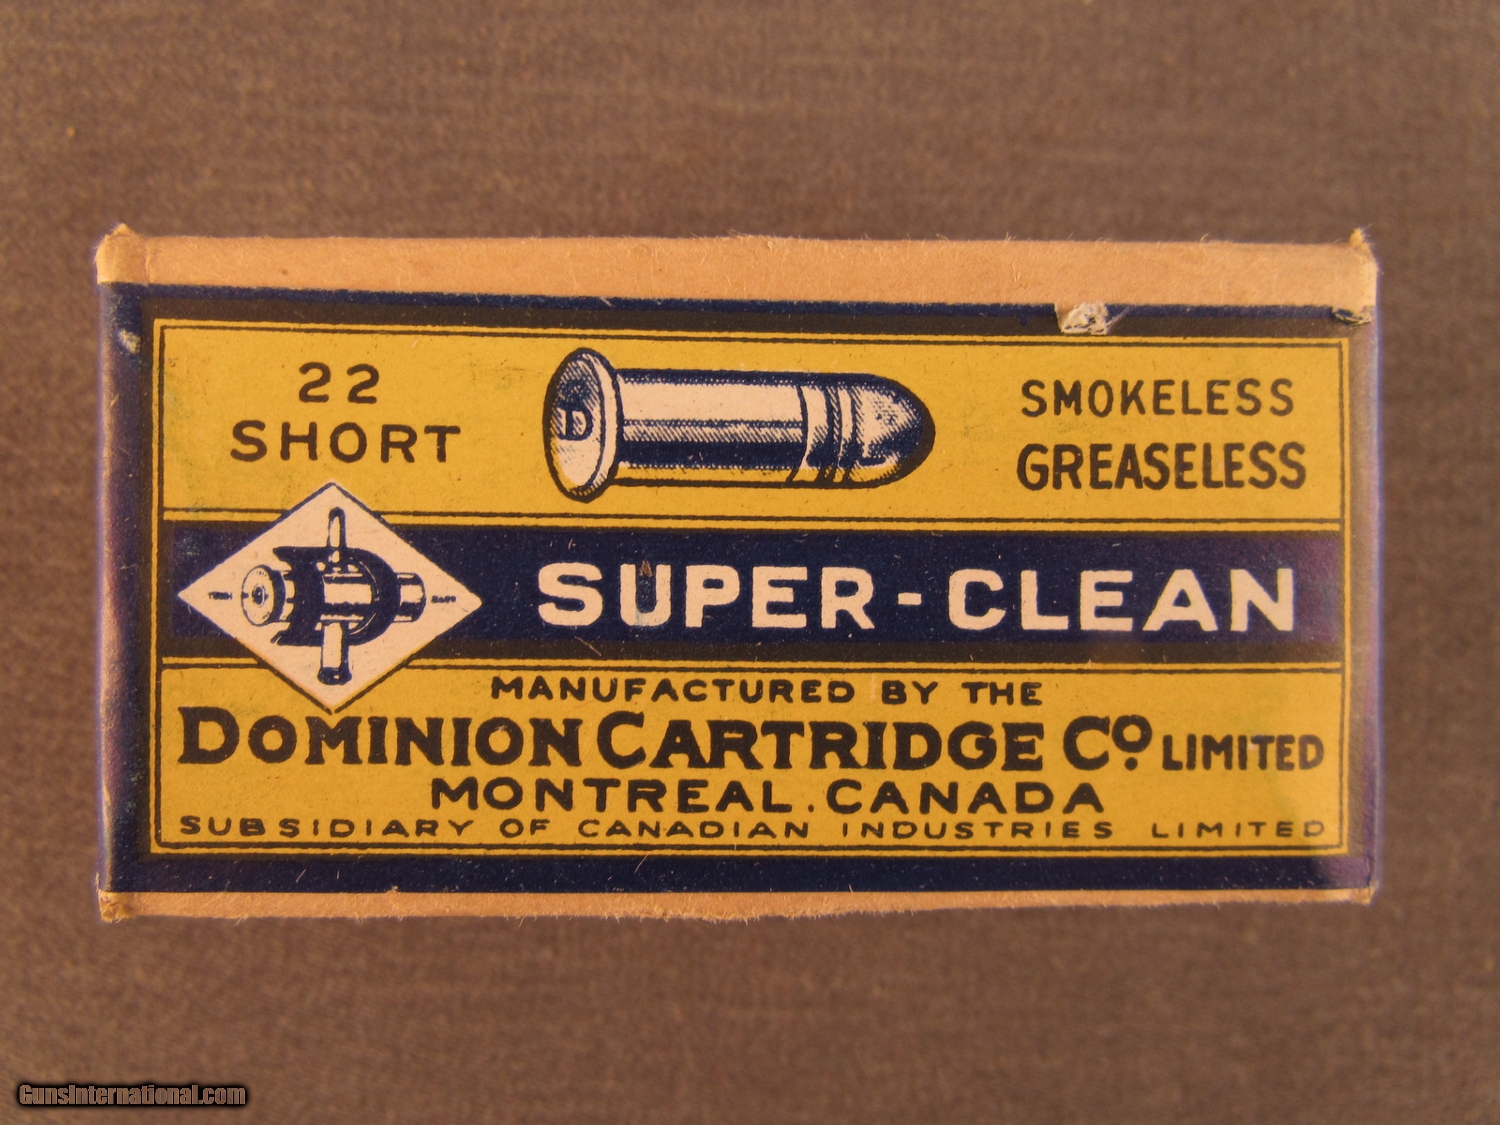 22
SHORT
D
SMOKELESS
GREASELESS
SUPER-CLEAN
MANUFACTURED BY THE
DOMINION CARTRIDGE Co. LIMITED
MONTREAL. CANADA
SUBSIDIARY OF CANADIAN INDUSTRIES LIMITED
GunsInternational.com